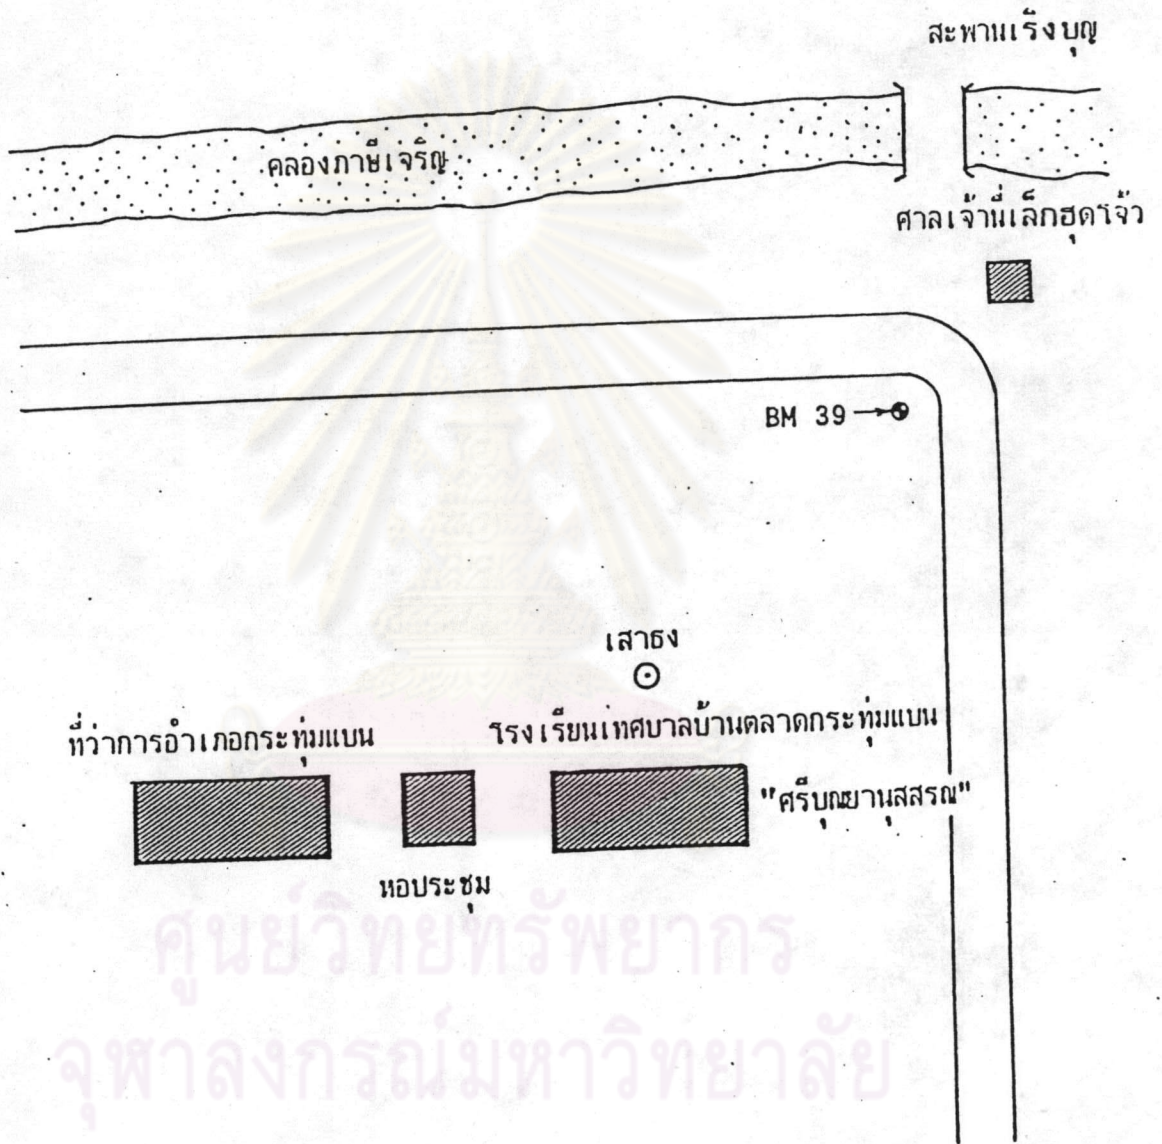 สะพานเริงบุญ
คลองภาษีเจริญ
ศาลเจ้านี่เล็กฮุดโจ้ว
BM 39
เสาธง
ที่ว่าการอำเภอกระทุ่มแบน
โรงเรียนเทศบาลบ้านตลาดกระทุ่มแบน
"ศรีบุณยานุสสรณ"
หอประชุม
ศูนย์วิทยทรัพยากร
จุฬาลงกรณ์มหาวิทยาลัย